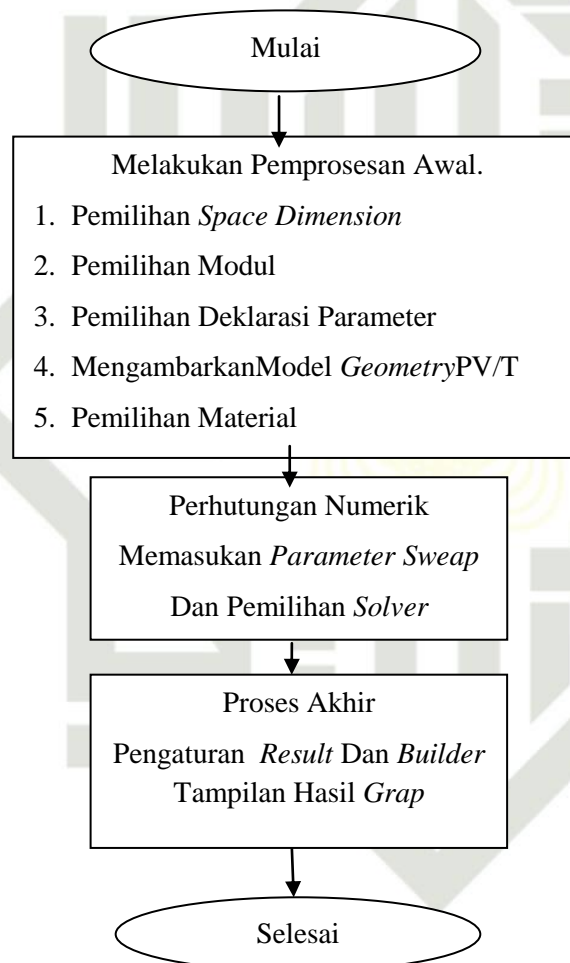 Mulai
Melakukan Pemprosesan Awal.
1. Pemilihan Space Dimension
2. Pemilihan Modul
3. Pemilihan Deklarasi Parameter
4. MengambarkanModel GeometryPV/T
5. Pemilihan Material
Perhutungan Numerik
Memasukan Parameter Sweap
Dan Pemilihan Solver
Proses Akhir
Pengaturan Result Dan Builder
Tampilan Hasil Grap
Selesai